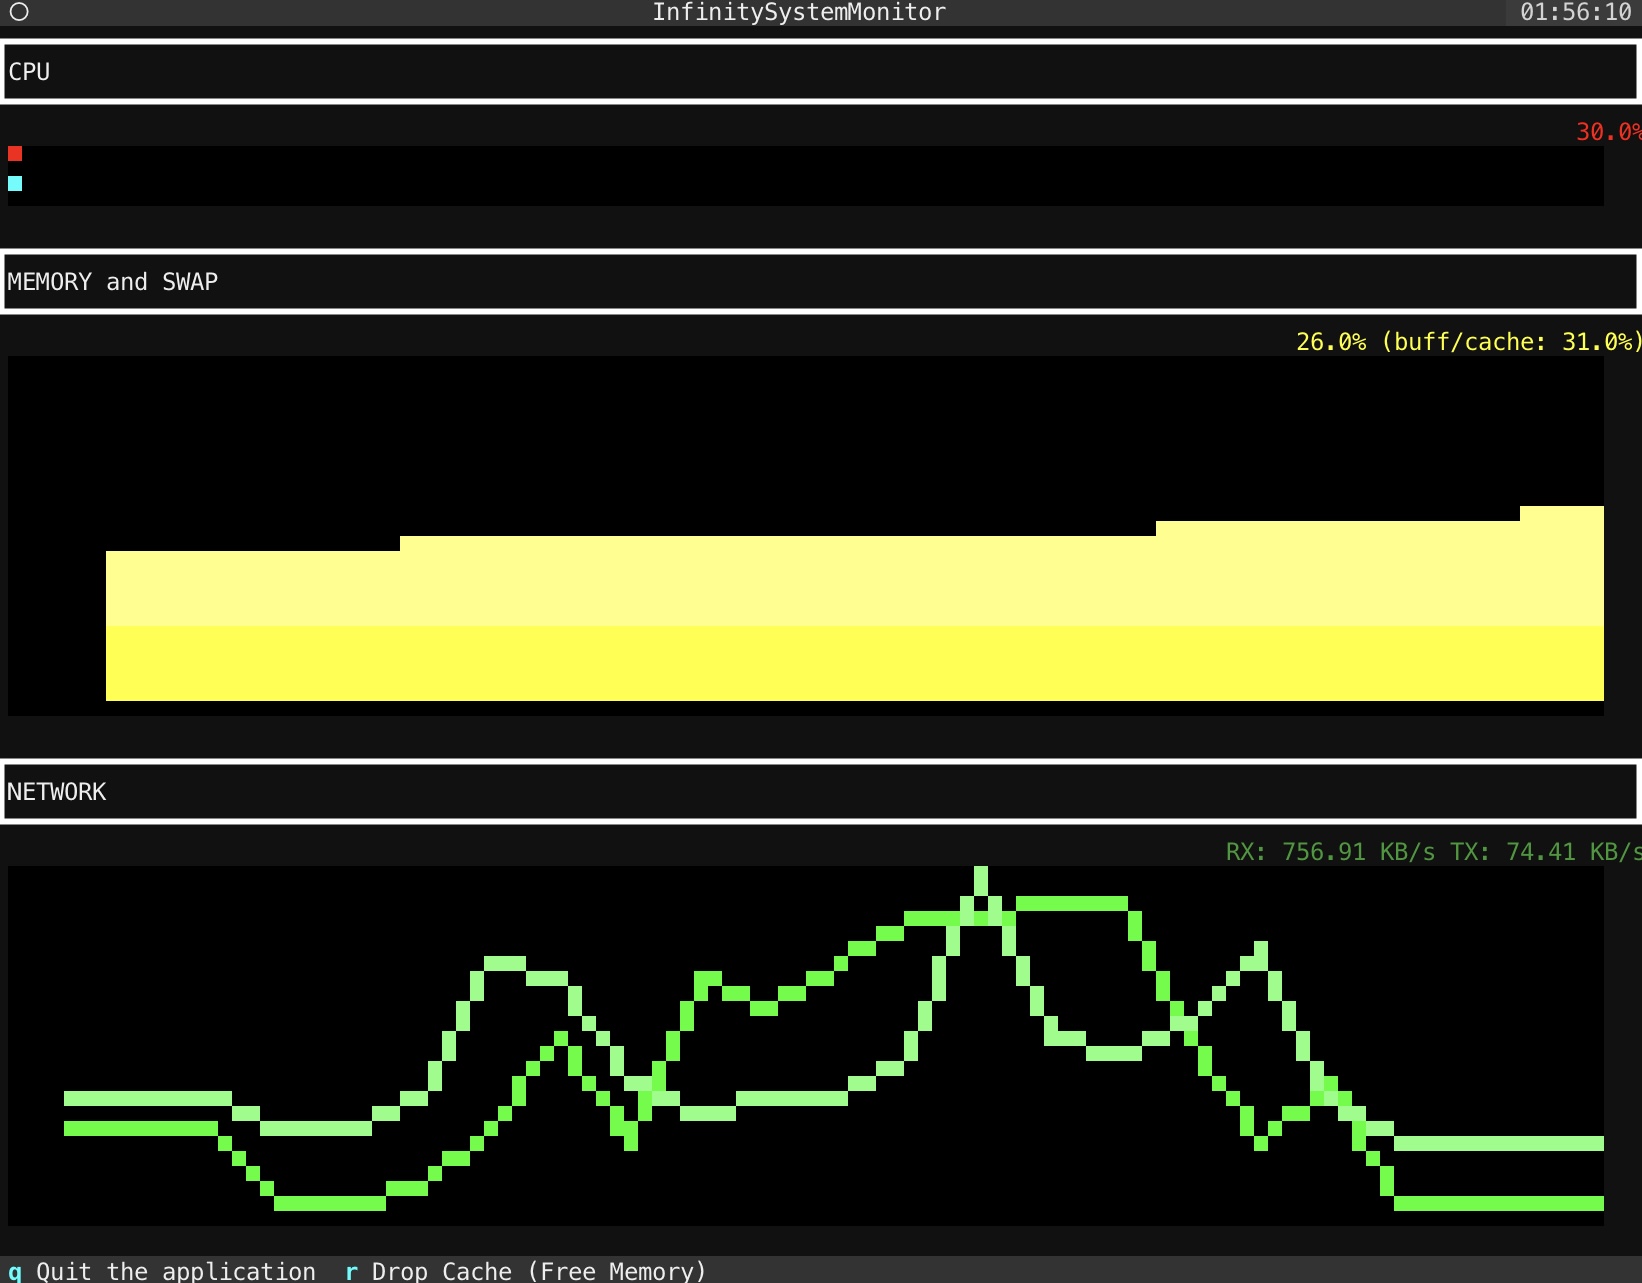 InfinitySystemMonitor 01:56:10
CPU
30.0%
MEMORY and SWAP
26.0% (buff/cache: 31.0%)
NETWORK
RX: 756.91 KB/s TX: 74.41 KB/s
q Quit the application r Drop Cache (Free Memory)